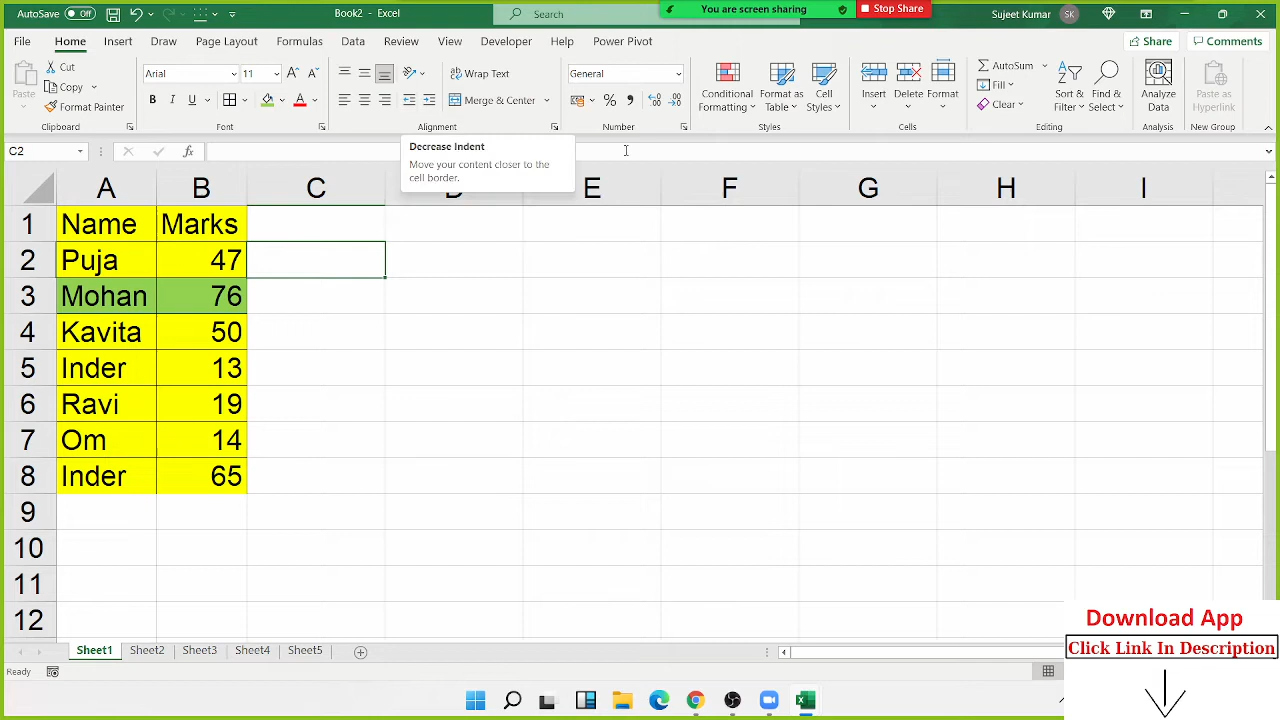 AutoSave Off Book2 - Excel Search You are screen sharing Stop Share Sujeet Kumar SK
File Home Insert Draw Page Layout Formulas Data Review View Developer Help Power Pivot Share Comments
Paste Cut Copy Format Painter
Clipboard
Arial 11
B I U A
Font
Wrap Text
Merge & Center
Alignment
General
Number
Conditional Formatting Format as Table Cell Styles
Styles
Insert Delete Format
Cells
AutoSum Fill Clear Sort & Filter Find & Select
Editing
Analyze Data
Analysis
Paste as Hyperlink
New Group
C2 fx
Decrease Indent
Move your content closer to the
cell border.
A B C D E F G H I
1 Name Marks
2 Puja 47
3 Mohan 76
4 Kavita 50
5 Inder 13
6 Ravi 19
7 Om 14
8 Inder 65
9
10
11
12
Sheet1 Sheet2 Sheet3 Sheet4 Sheet5
Ready
Download App
Click Link In Description